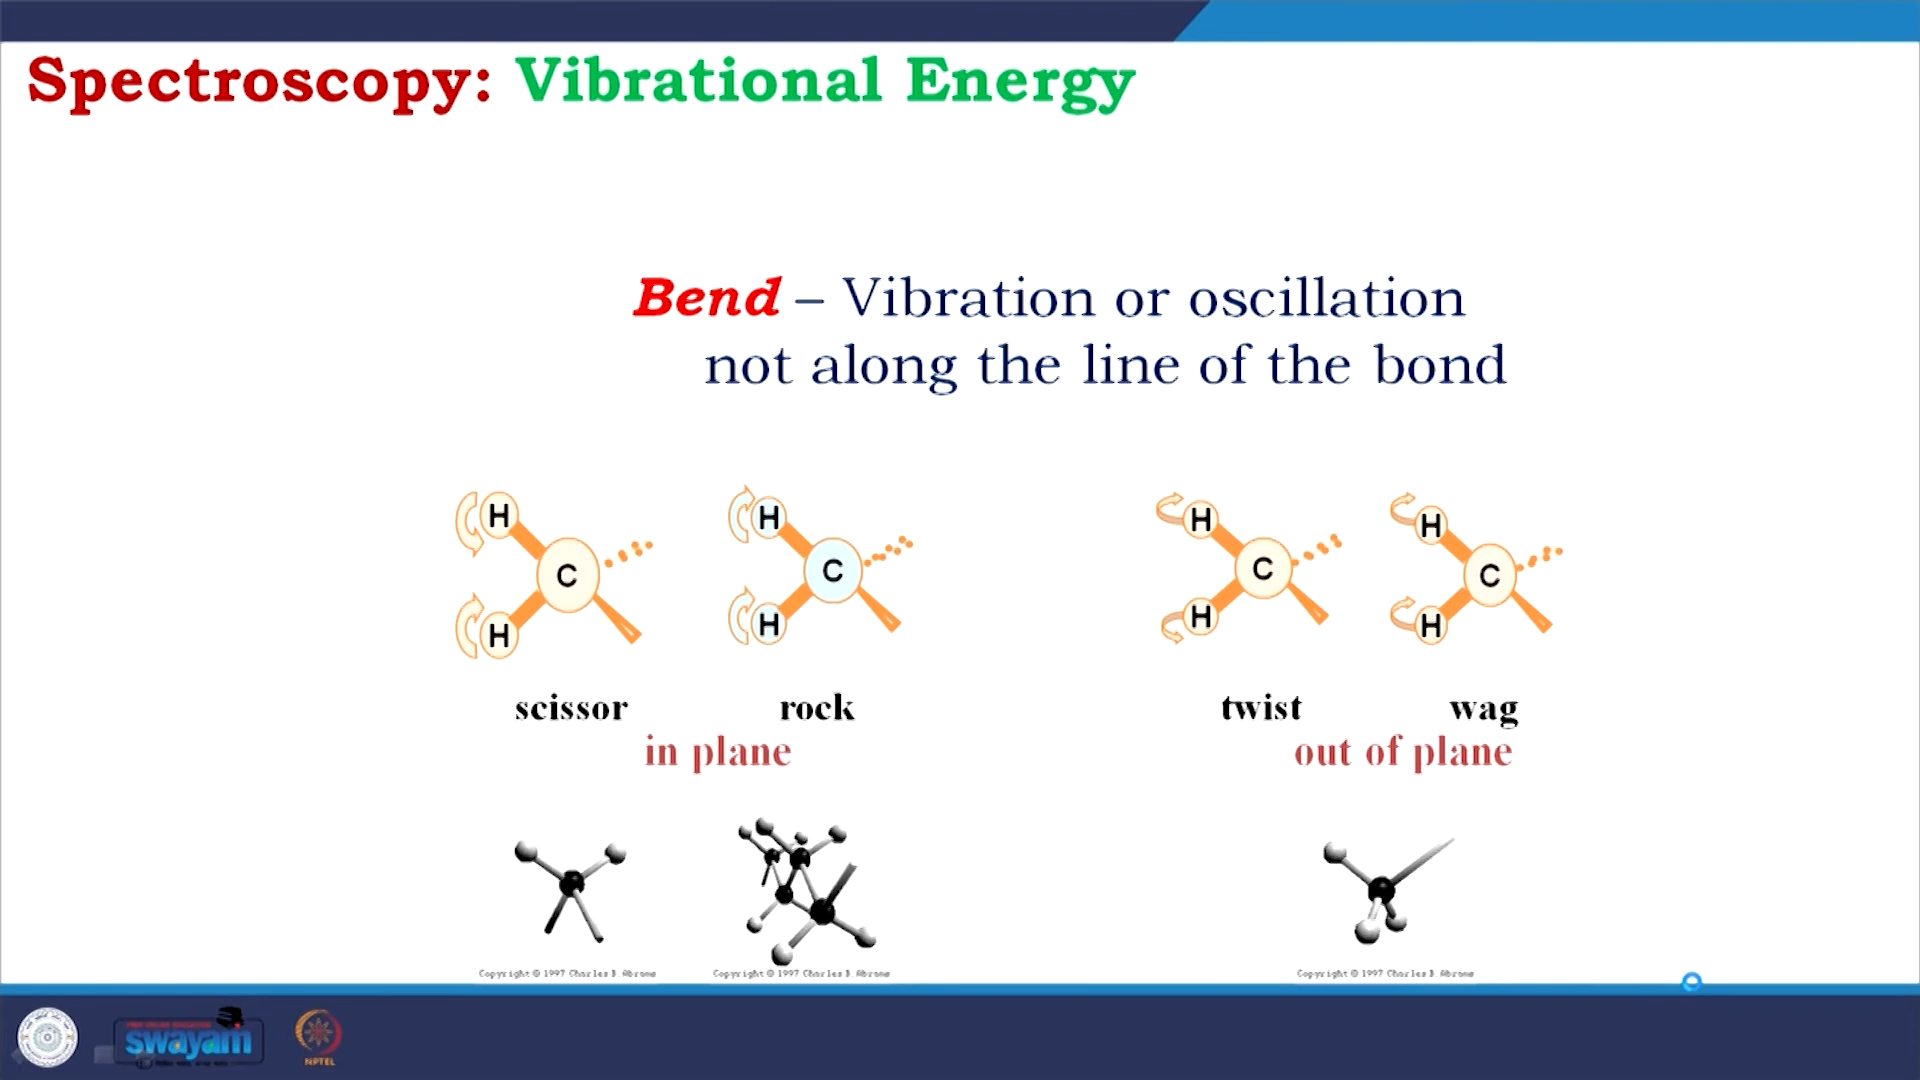 Spectroscopy: Vibrational Energy
Bend – Vibration or oscillation
not along the line of the bond
H H H H
C C C C
H H H H
scissor rock twist wag
in plane out of plane
Copyright © 1997 Charles B. Abrams Copyright © 1997 Charles B. Abrams Copyright © 1997 Charles B. Abrams
swayam
NPTEL